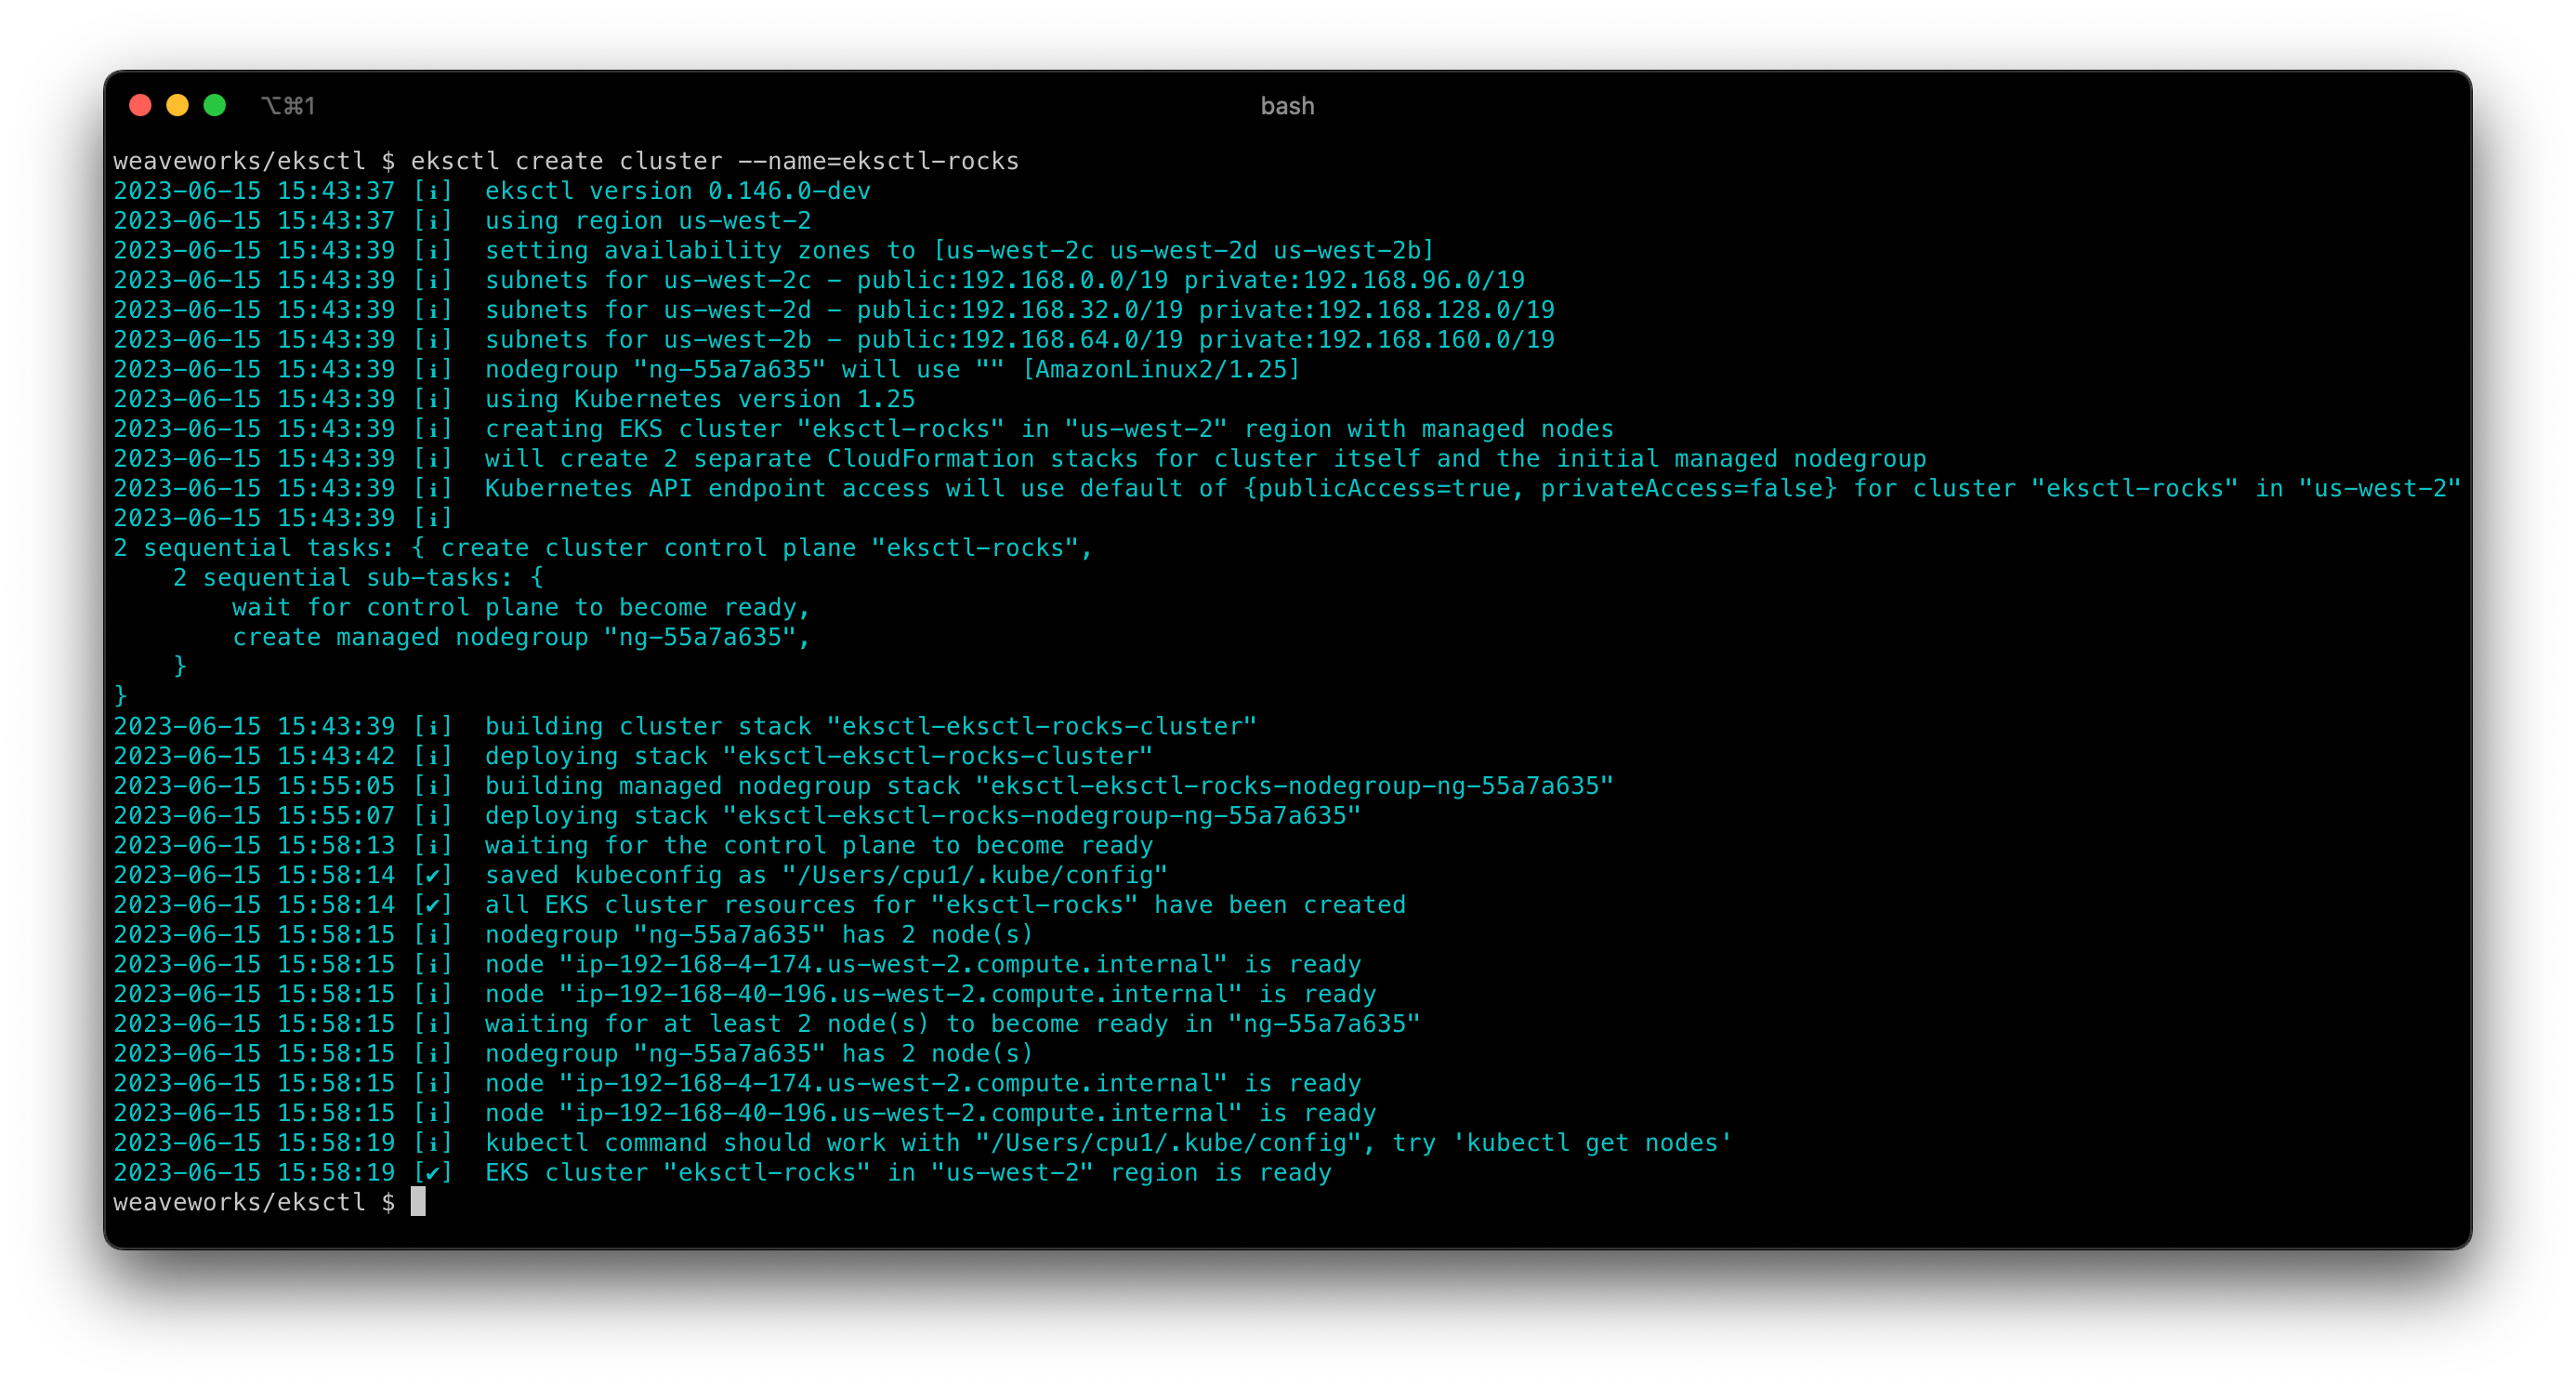 ⌥⌘1
bash
weaveworks/eksctl $ eksctl create cluster --name=eksctl-rocks
2023-06-15 15:43:37 [ℹ]  eksctl version 0.146.0-dev
2023-06-15 15:43:37 [ℹ]  using region us-west-2
2023-06-15 15:43:39 [ℹ]  setting availability zones to [us-west-2c us-west-2d us-west-2b]
2023-06-15 15:43:39 [ℹ]  subnets for us-west-2c - public:192.168.0.0/19 private:192.168.96.0/19
2023-06-15 15:43:39 [ℹ]  subnets for us-west-2d - public:192.168.32.0/19 private:192.168.128.0/19
2023-06-15 15:43:39 [ℹ]  subnets for us-west-2b - public:192.168.64.0/19 private:192.168.160.0/19
2023-06-15 15:43:39 [ℹ]  nodegroup "ng-55a7a635" will use "" [AmazonLinux2/1.25]
2023-06-15 15:43:39 [ℹ]  using Kubernetes version 1.25
2023-06-15 15:43:39 [ℹ]  creating EKS cluster "eksctl-rocks" in "us-west-2" region with managed nodes
2023-06-15 15:43:39 [ℹ]  will create 2 separate CloudFormation stacks for cluster itself and the initial managed nodegroup
2023-06-15 15:43:39 [ℹ]  Kubernetes API endpoint access will use default of {publicAccess=true, privateAccess=false} for cluster "eksctl-rocks" in "us-west-2"
2023-06-15 15:43:39 [ℹ]
2 sequential tasks: { create cluster control plane "eksctl-rocks",
    2 sequential sub-tasks: {
        wait for control plane to become ready,
        create managed nodegroup "ng-55a7a635",
    }
}
2023-06-15 15:43:39 [ℹ]  building cluster stack "eksctl-eksctl-rocks-cluster"
2023-06-15 15:43:42 [ℹ]  deploying stack "eksctl-eksctl-rocks-cluster"
2023-06-15 15:55:05 [ℹ]  building managed nodegroup stack "eksctl-eksctl-rocks-nodegroup-ng-55a7a635"
2023-06-15 15:55:07 [ℹ]  deploying stack "eksctl-eksctl-rocks-nodegroup-ng-55a7a635"
2023-06-15 15:58:13 [ℹ]  waiting for the control plane to become ready
2023-06-15 15:58:14 [✔]  saved kubeconfig as "/Users/cpu1/.kube/config"
2023-06-15 15:58:14 [✔]  all EKS cluster resources for "eksctl-rocks" have been created
2023-06-15 15:58:15 [ℹ]  nodegroup "ng-55a7a635" has 2 node(s)
2023-06-15 15:58:15 [ℹ]  node "ip-192-168-4-174.us-west-2.compute.internal" is ready
2023-06-15 15:58:15 [ℹ]  node "ip-192-168-40-196.us-west-2.compute.internal" is ready
2023-06-15 15:58:15 [ℹ]  waiting for at least 2 node(s) to become ready in "ng-55a7a635"
2023-06-15 15:58:15 [ℹ]  nodegroup "ng-55a7a635" has 2 node(s)
2023-06-15 15:58:15 [ℹ]  node "ip-192-168-4-174.us-west-2.compute.internal" is ready
2023-06-15 15:58:15 [ℹ]  node "ip-192-168-40-196.us-west-2.compute.internal" is ready
2023-06-15 15:58:19 [ℹ]  kubectl command should work with "/Users/cpu1/.kube/config", try 'kubectl get nodes'
2023-06-15 15:58:19 [✔]  EKS cluster "eksctl-rocks" in "us-west-2" region is ready
weaveworks/eksctl $